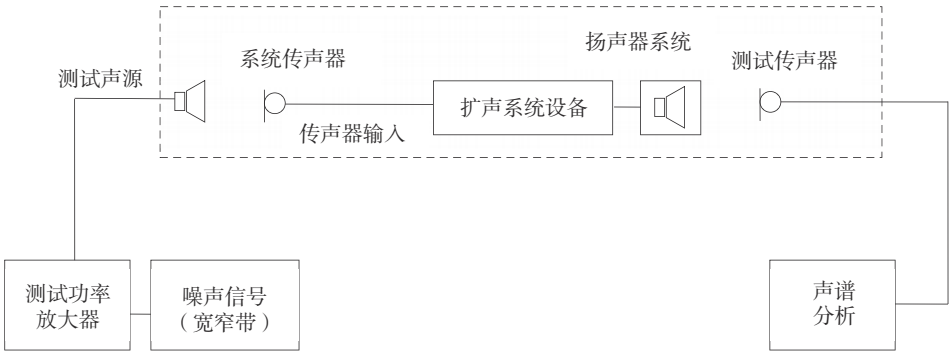 扬声器系统
系统传声器
测试传声器
测试声源
扩声系统设备
传声器输入
测试功率
放大器
噪声信号
（宽窄带）
声谱
分析